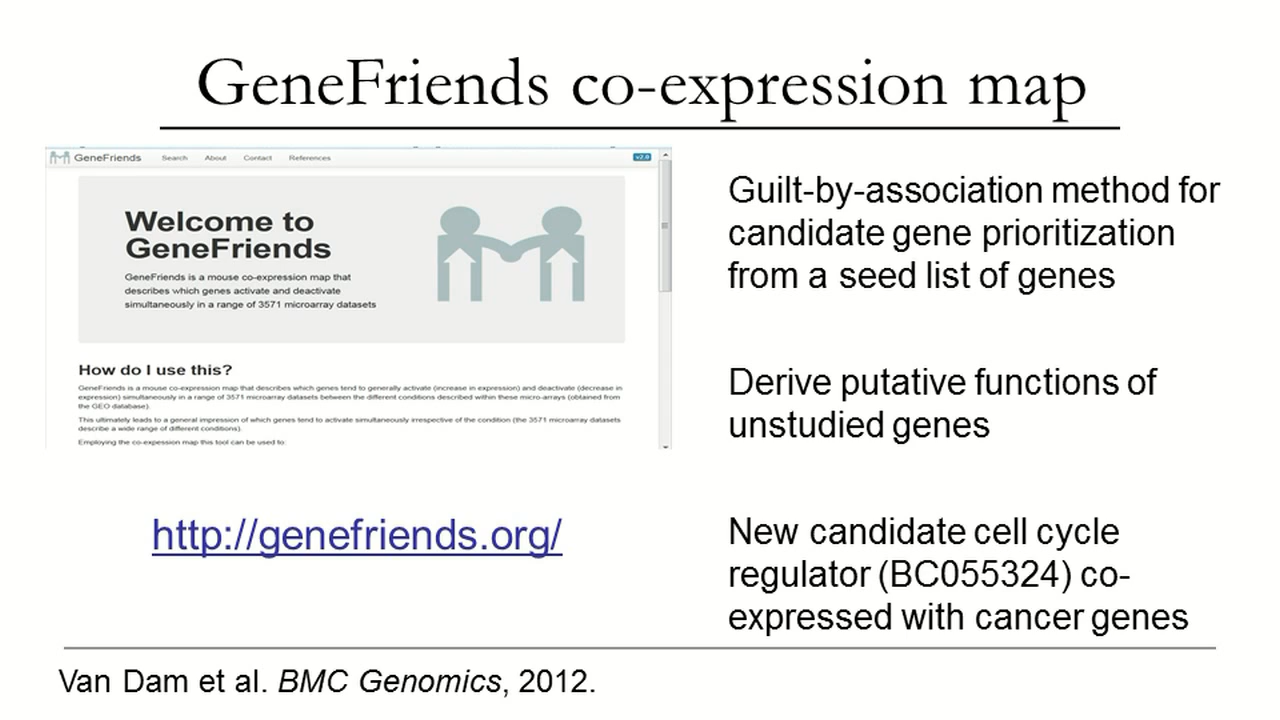 GeneFriends co-expression map
GeneFriends Search About Contact References v2.0
Welcome to
GeneFriends
GeneFriends is a mouse co-expression map that
describes which genes activate and deactivate
simultaneously in a range of 3571 microarray datasets
How do I use this?
GeneFriends is a mouse co-expression map that describes which genes tend to generally activate (increase in expression) and deactivate (decrease in
expression) simultaneously in a range of 3571 microarray datasets between the different conditions described within these micro-arrays (obtained from
the GEO database).
This ultimately leads to a general impression of which genes tend to activate simultaneously irrespective of the condition (the 3571 microarray datasets
describe a wide range of different conditions).
Employing the co-expession map this tool can be used to:
http://genefriends.org/
Guilt-by-association method for
candidate gene prioritization
from a seed list of genes
Derive putative functions of
unstudied genes
New candidate cell cycle
regulator (BC055324) co-
expressed with cancer genes
Van Dam et al. BMC Genomics, 2012.